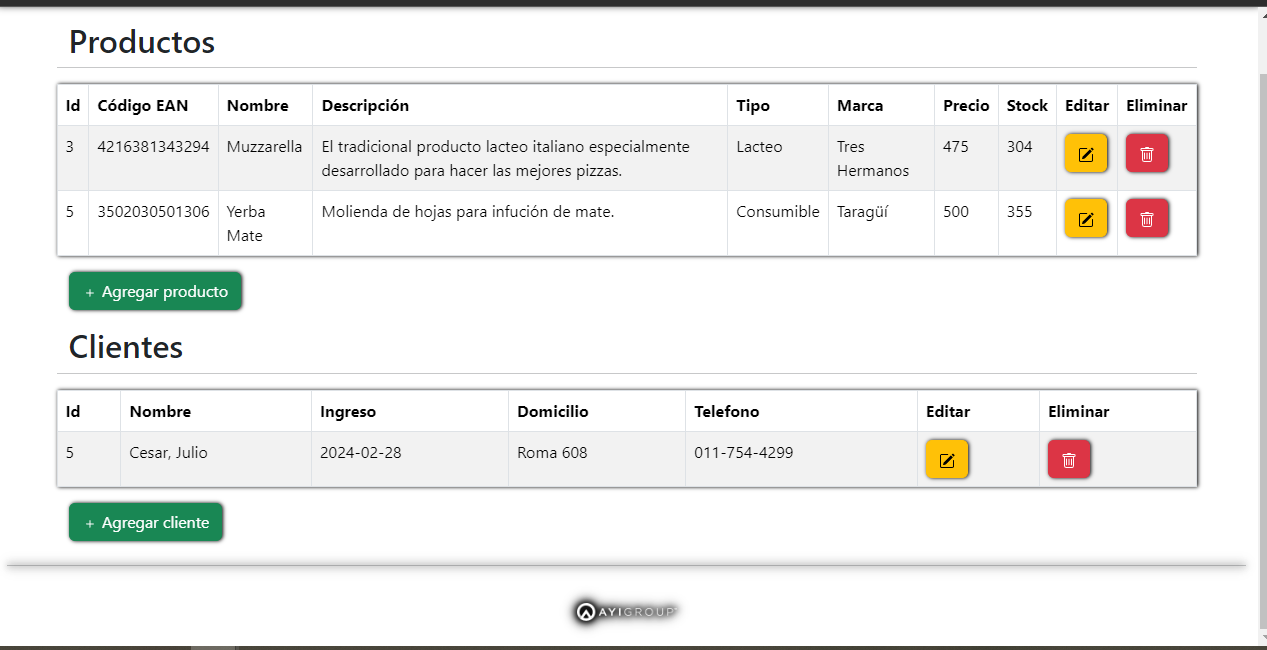 Productos
Id Código EAN Nombre Descripción Tipo Marca Precio Stock Editar Eliminar
3 4216381343294 Muzzarella El tradicional producto lacteo italiano especialmente Lacteo Tres 475 304
desarrollado para hacer las mejores pizzas. Hermanos
5 3502030501306 Yerba Molienda de hojas para infución de mate. Consumible Taragüí 500 355
Mate
+ Agregar producto
Clientes
Id Nombre Ingreso Domicilio Telefono Editar Eliminar
5 Cesar, Julio 2024-02-28 Roma 608 011-754-4299
+ Agregar cliente
AYIGROUP